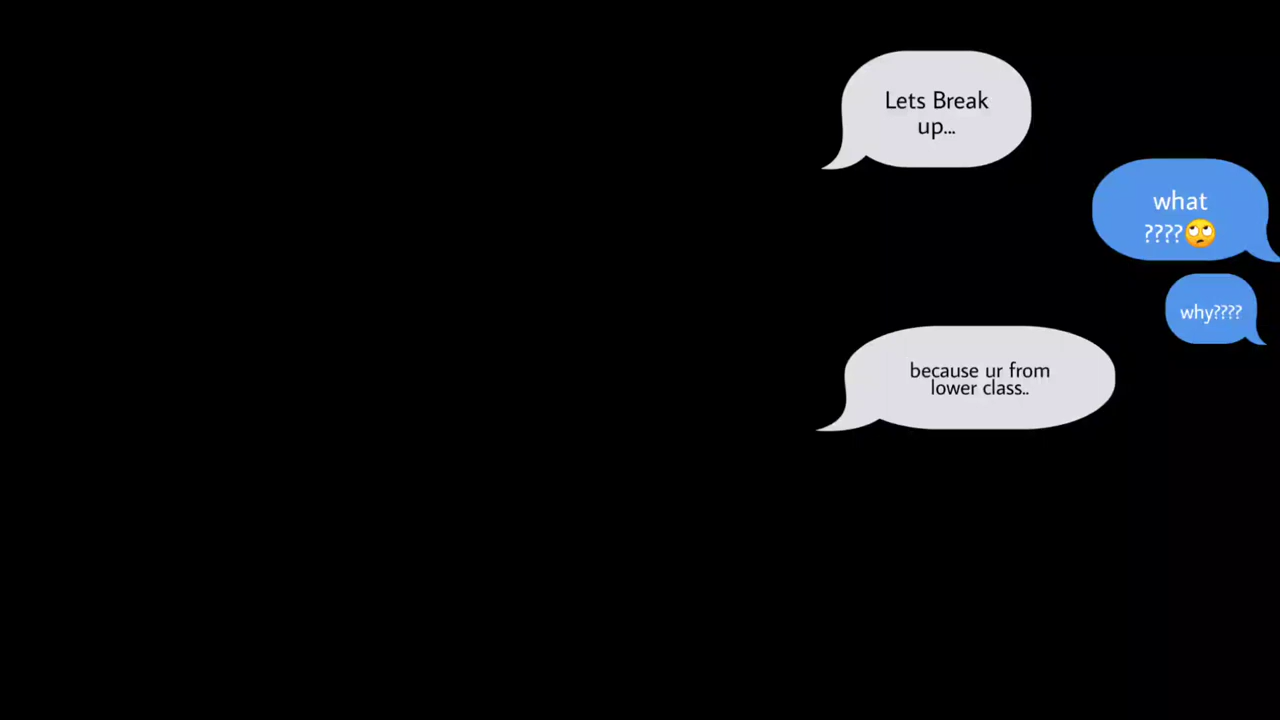 Lets Break
up...
what
????🙄
why????
because ur from
lower class..